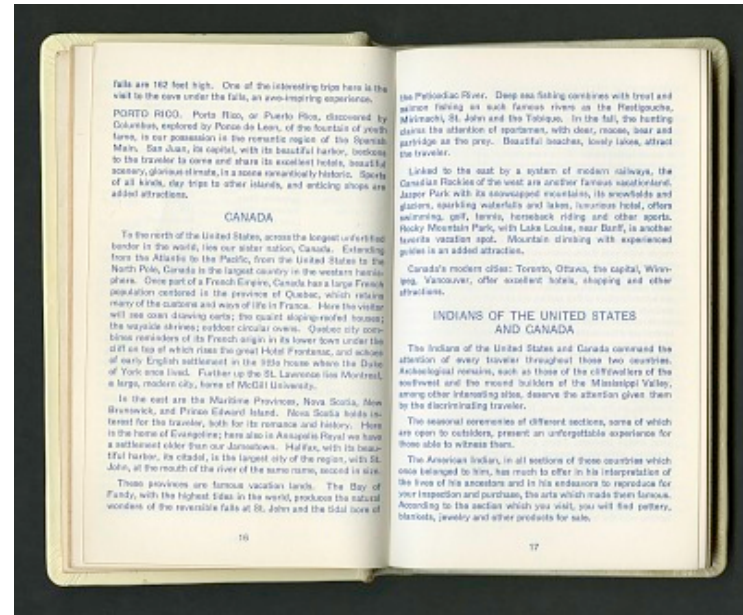 falls are 162 feet high. One of the interesting trips here is the
visit to the cave under the falls, an awe-inspiring experience.
PORTO RICO. Porto Rico, or Puerto Rico, discovered by
Columbus, explored by Ponce de Leon, of the fountain of youth
fame, is our possession in the romantic region of the Spanish
Main. San Juan, its capital, with its beautiful harbor, beckons
to the traveler to come and share its excellent hotels, beautiful
scenery, glorious climate, in a scene romantically historic. Sports
of all kinds, day trips to other islands, and enticing shops are
added attractions.
CANADA
To the north of the United States, across the longest unfortified
border in the world, lies our sister nation, Canada. Extending
from the Atlantic to the Pacific, from the United States to the
North Pole, Canada is the largest country in the western hemis-
phere. Once part of a French Empire, Canada has a large French
population centered in the province of Quebec, which retains
many of the customs and ways of life in France. Here the visitor
will see oxen drawing carts; the quaint sloping-roofed houses;
the wayside shrines; outdoor circular ovens. Quebec city com-
bines reminders of its French origin in its lower town under the
cliff on top of which rises the great Hotel Frontenac, and echoes
of early English settlement in the little house where the Duke
of York once lived. Further up the St. Lawrence lies Montreal,
a large, modern city, home of McGill University.
In the east are the Maritime Provinces, Nova Scotia, New
Brunswick, and Prince Edward Island. Nova Scotia holds in-
terest for the traveler, both for its romance and history. Here
is the home of Evangeline; here also in Annapolis Royal we have
a settlement older than our Jamestown. Halifax, with its beau-
tiful harbor, its citadel, is the largest city of the region, with St.
John, at the mouth of the river of the same name, second in size.
These provinces are famous vacation lands. The Bay of
Fundy, with the highest tides in the world, produces the natural
wonders of the reversible falls at St. John and the tidal bore of
16
the Peticodiac River. Deep sea fishing combines with trout and
salmon fishing on such famous rivers as the Restigouche,
Mirimachi, St. John and the Tobique. In the fall, the hunting
claims the attention of sportsmen, with deer, moose, bear and
partridge as the prey. Beautiful beaches, lovely lakes, attract
the traveler.
Linked to the east by a system of modern railways, the
Canadian Rockies of the west are another famous vacationland.
Jasper Park with its snowcapped mountains, its snowfields and
glaciers, sparkling waterfalls and lakes, luxurious hotel, offers
swimming, golf, tennis, horseback riding and other sports.
Rocky Mountain Park, with Lake Louise, near Banff, is another
favorite vacation spot. Mountain climbing with experienced
guides is an added attraction.
Canada's modern cities: Toronto, Ottawa, the capital, Winn-
ipeg, Vancouver, offer excellent hotels, shopping and other
attractions.
INDIANS OF THE UNITED STATES
AND CANADA
The Indians of the United States and Canada command the
attention of every traveler throughout those two countries.
Archeological remains, such as those of the cliffdwellers of the
southwest and the mound builders of the Mississippi Valley,
among other interesting sites, deserve the attention given them
by the discriminating traveler.
The seasonal ceremonies of different sections, some of which
are open to outsiders, present an unforgettable experience for
those able to witness them.
The American Indian, in all sections of these countries which
once belonged to him, has much to offer in his interpretation of
the lives of his ancestors and in his endeavors to reproduce for
your inspection and purchase, the arts which made them famous.
According to the section which you visit, you will find pottery,
blankets, jewelry and other products for sale.
17